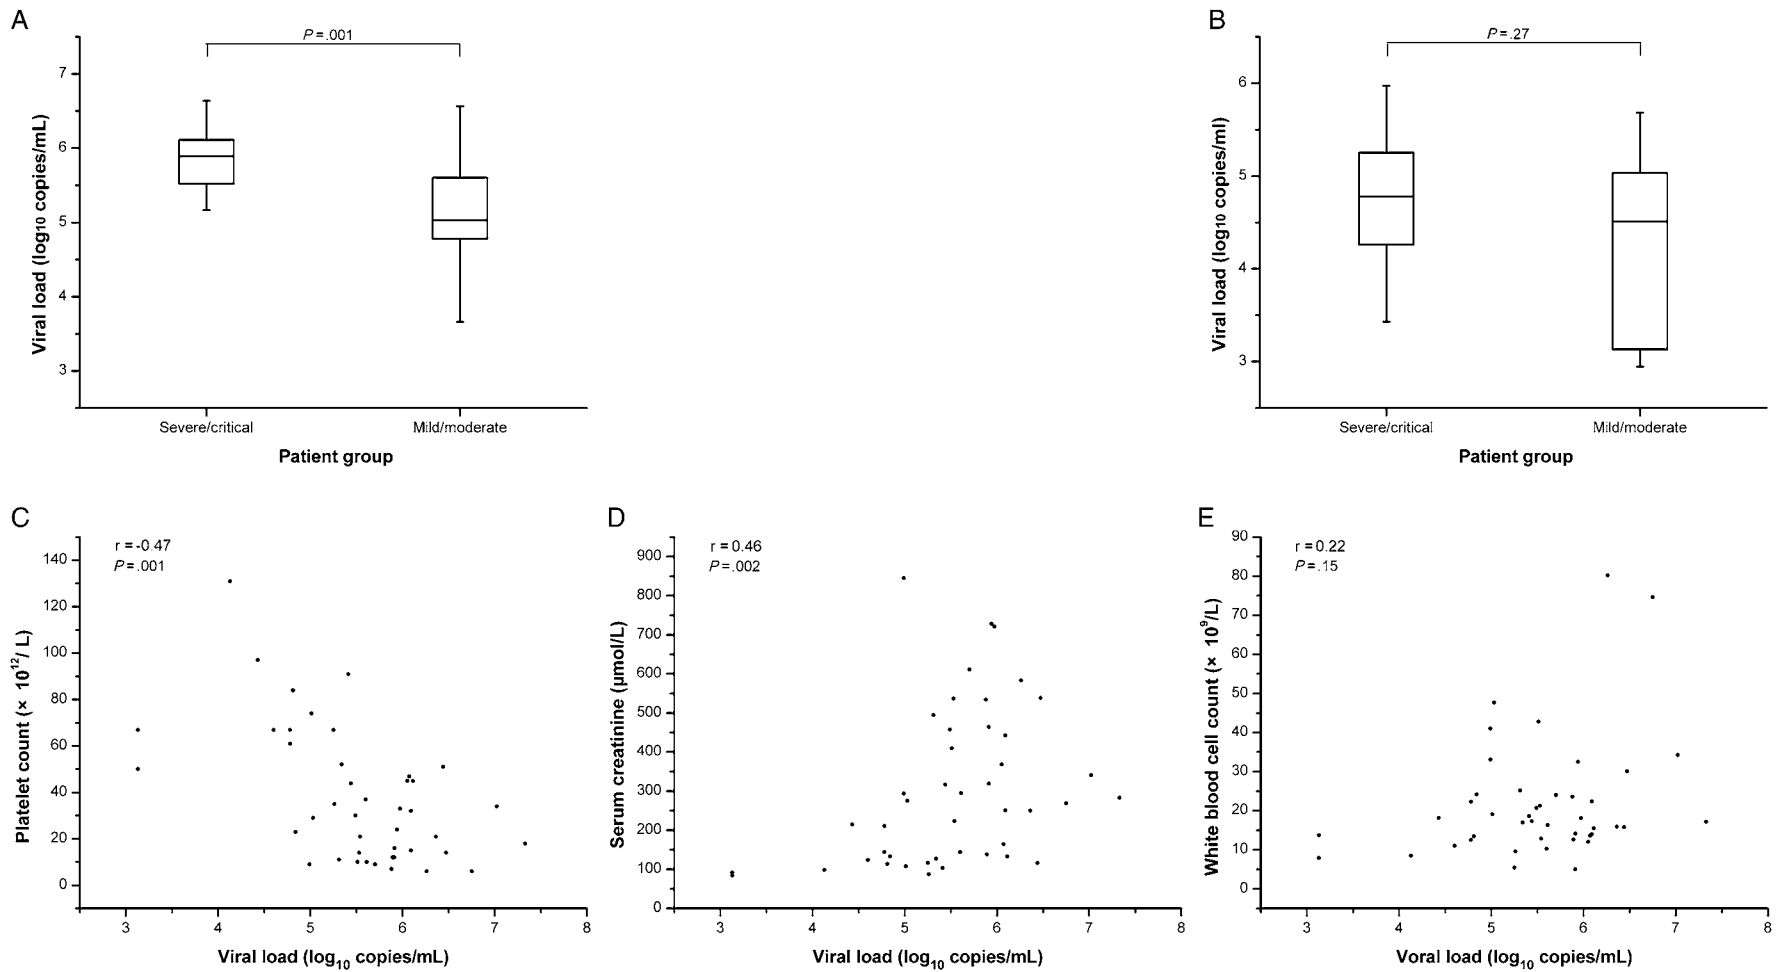 A
P = .001
7
6
5
4
3
Viral load (log10 copies/mL)
Severe/critical Mild/moderate
Patient group
B
P = .27
6
5
4
3
Viral load (log10 copies/ml)
Severe/critical Mild/moderate
Patient group
C
r = -0.47
P = .001
140
120
100
80
60
40
20
0
Platelet count (× 10^12/ L)
3 4 5 6 7 8
Viral load (log10 copies/mL)
D
r = 0.46
P = .002
900
800
700
600
500
400
300
200
100
0
Serum creatinine (μmol/L)
3 4 5 6 7 8
Viral load (log10 copies/mL)
E
r = 0.22
P = .15
90
80
70
60
50
40
30
20
10
0
White blood cell count (× 10^9/L)
3 4 5 6 7 8
Voral load (log10 copies/mL)